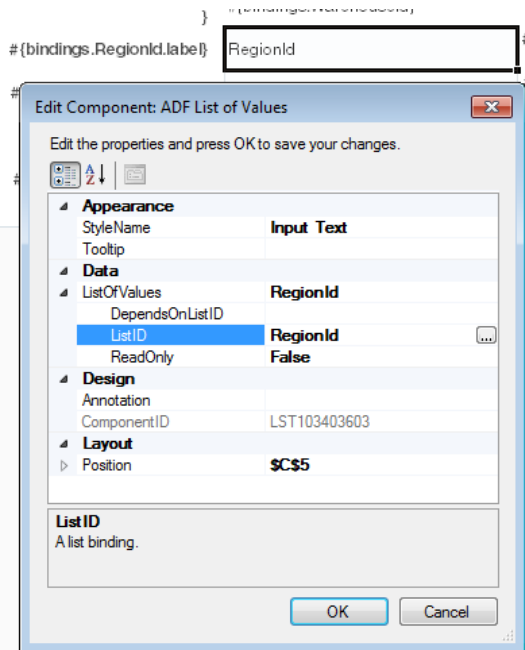 }
#{bindings.RegionId.label} RegionId
#
Edit Component: ADF List of Values
Edit the properties and press OK to save your changes.
Appearance
StyleName Input Text
Tooltip
Data
ListOfValues RegionId
DependsOnListID
ListID RegionId ...
ReadOnly False
Design
Annotation
ComponentID LST103403603
Layout
Position $C$5
ListID
A list binding.
OK Cancel